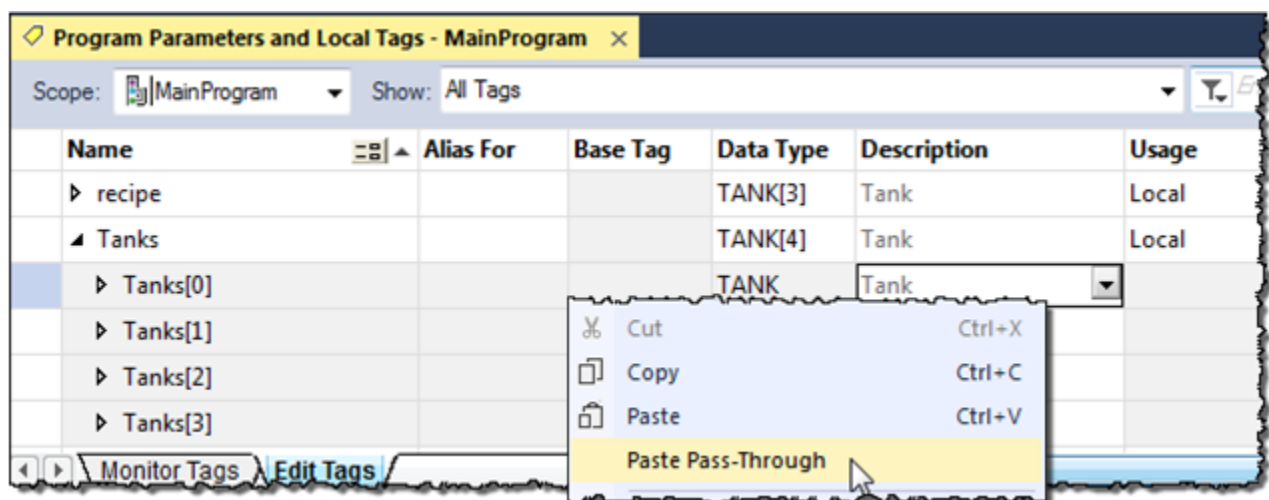 Program Parameters and Local Tags - MainProgram ×
Scope: MainProgram Show: All Tags
Name Alias For Base Tag Data Type Description Usage
recipe TANK[3] Tank Local
Tanks TANK[4] Tank Local
Tanks[0] TANK Tank
Tanks[1]
Cut Ctrl+X
Tanks[2]
Copy Ctrl+C
Tanks[3]
Paste Ctrl+V
Monitor Tags Edit Tags
Paste Pass-Through